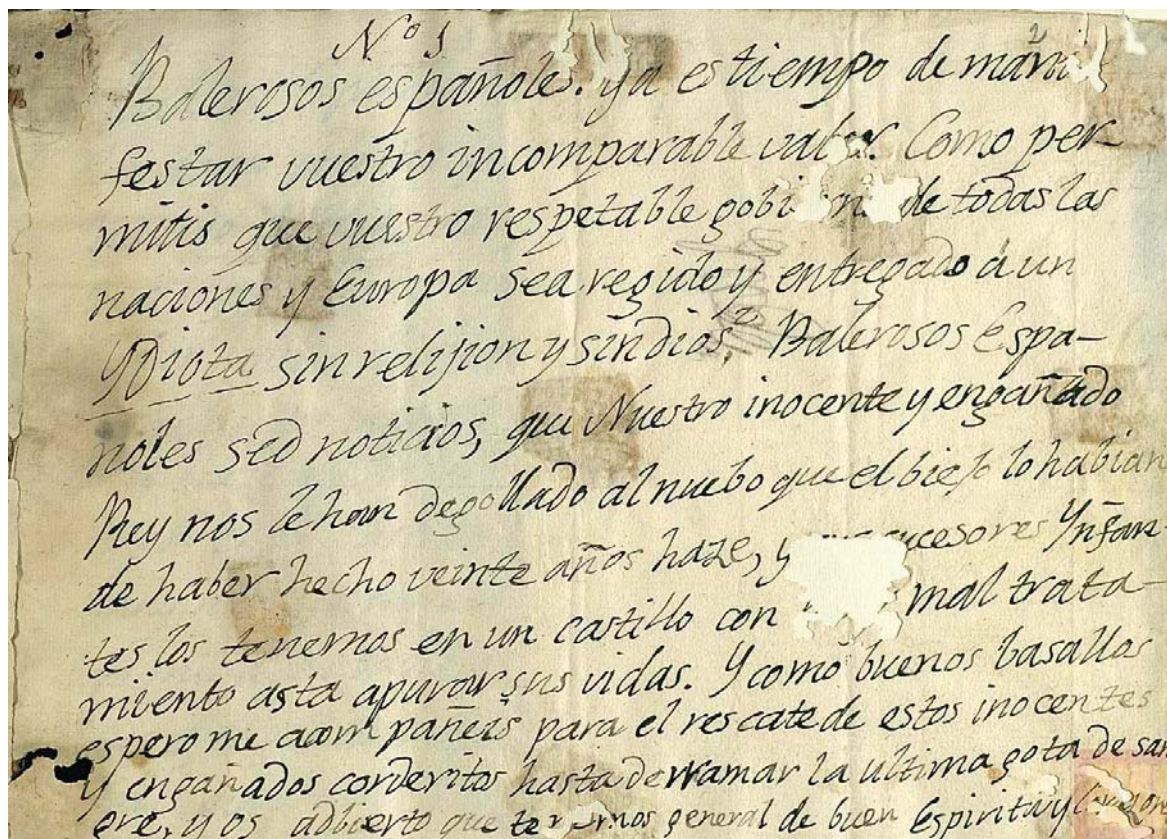 Nº 1
2
Balerosos españoles. ya es tiempo de mani
festar vuestro incomparable valor. Como per-
mitis que vuestro respetable gobi de todas las
naciones y Europa sea regido y entregado á un
Ydiota sin relijion y sin dios? Balerosos Espa-
noles sed noticios, que Nuestro inocente y engañado
Rey nos le han degollado al nuebo que el biejo lo habian
de haber hecho veinte años haze, y sucesores Ynfan-
tes los tenemos en un castillo con mal trata-
miento asta apurar sus vidas. Y como buenos basallos
espero me acompañeis para el rescate de estos inocentes
y engañados corderitos hasta derramar la ultima gota de san
gre, y os adbierto que general de buen Espiritu y